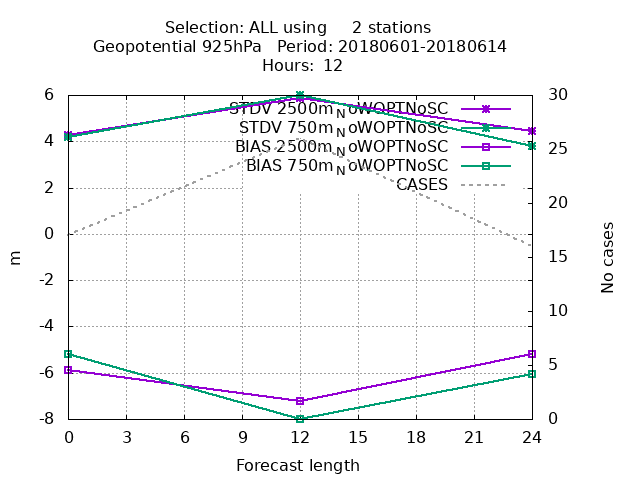 Selection: ALL using 2 stations
Geopotential 925hPa Period: 20180601-20180614
Hours: 12
STDV 2500m_NoWOPTNoSC
STDV 750m_NoWOPTNoSC
BIAS 2500m_NoWOPTNoSC
BIAS 750m_NoWOPTNoSC
CASES
6
4
2
0
-2
-4
-6
-8
m
30
25
20
15
10
5
0
No cases
0 3 6 9 12 15 18 21 24
Forecast length